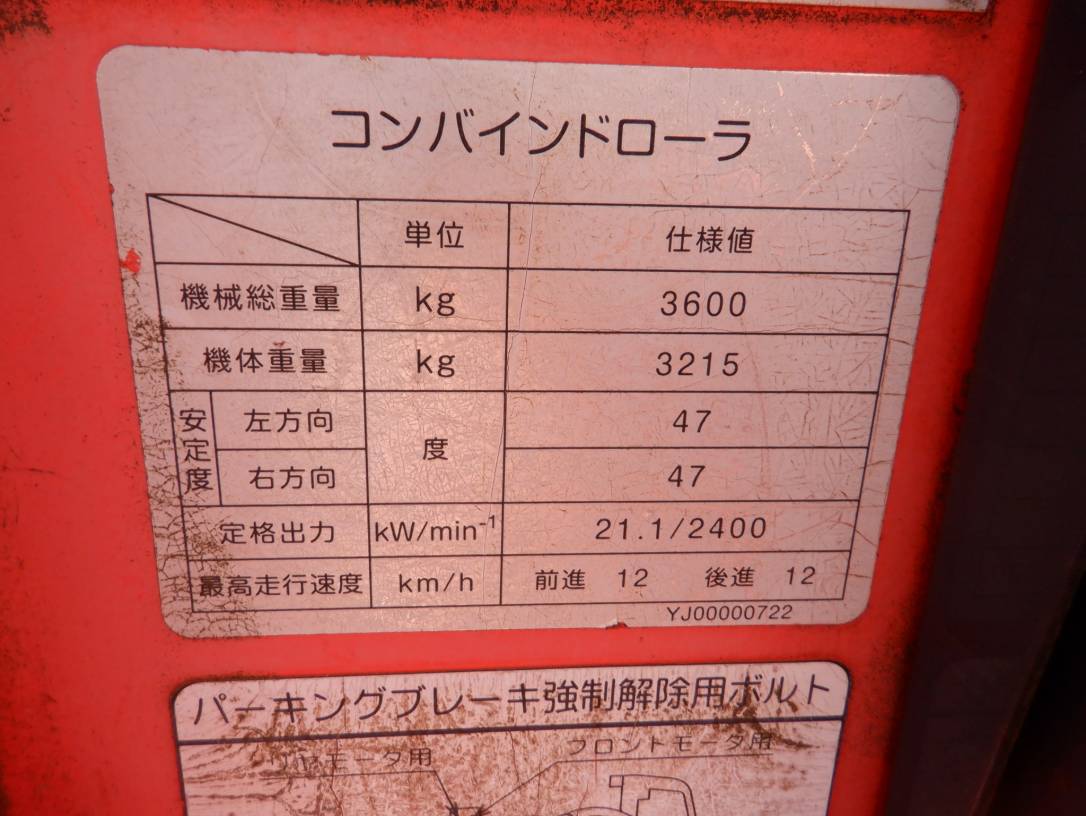 コンバインドローラ
単位 仕様値
機械総重量 kg 3600
機体重量 kg 3215
安定度 左方向 度 47
右方向 47
定格出力 kW/min⁻¹ 21.1/2400
最高走行速度 km/h 前進 12 後進 12
YJ00000722
パーキングブレーキ強制解除用ボルト
フロントモータ用
モータ用